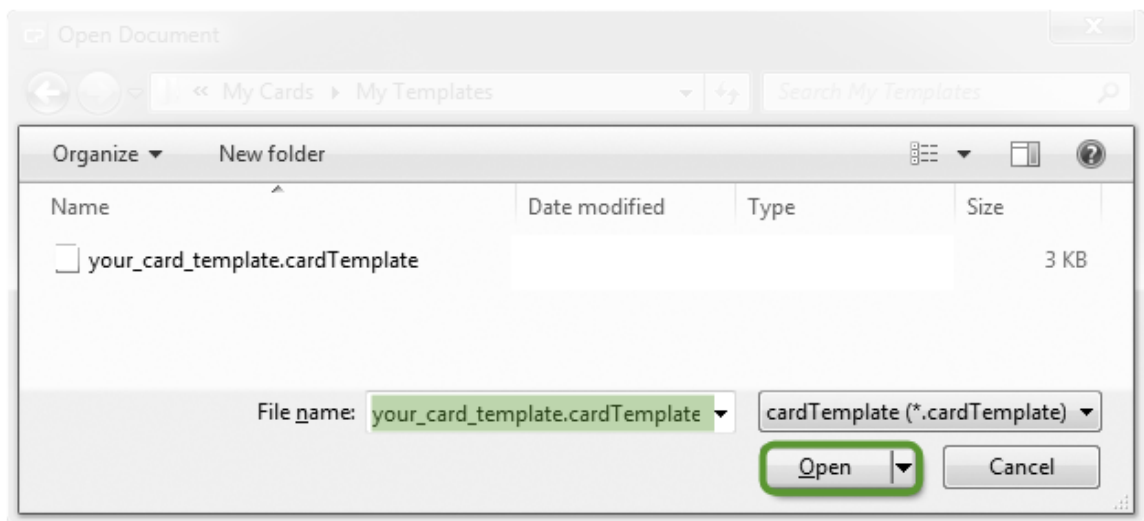 Open Document
« My Cards My Templates Search My Templates
Organize New folder
Name Date modified Type Size
your_card_template.cardTemplate 3 KB
File name: your_card_template.cardTemplate cardTemplate (*.cardTemplate)
Open Cancel